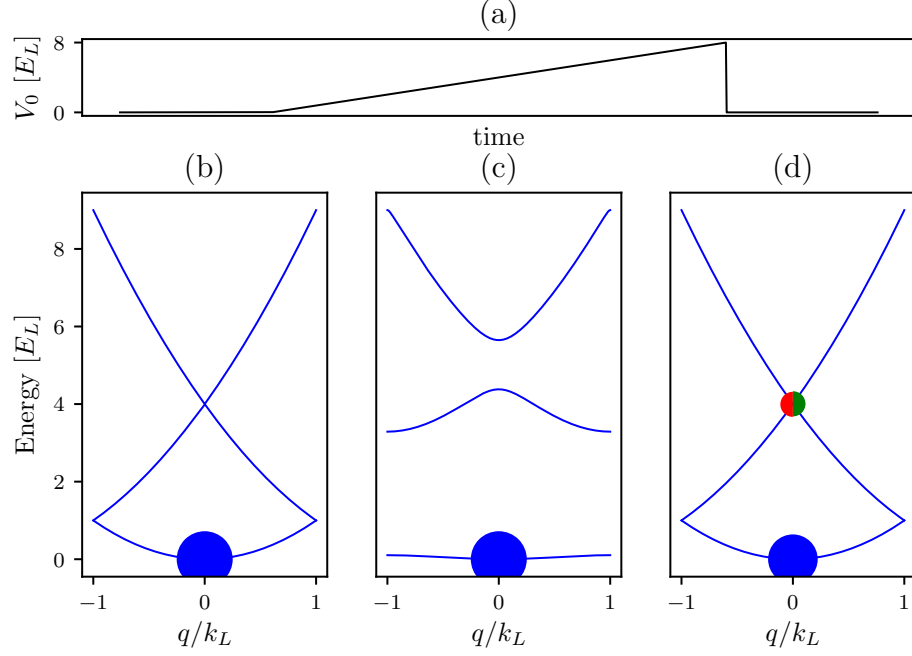 (a)
V_0 [E_L]
8
0
time
(b) (c) (d)
Energy [E_L]
8
6
4
2
0
−1 0 1 −1 0 1 −1 0 1
q/k_L q/k_L q/k_L